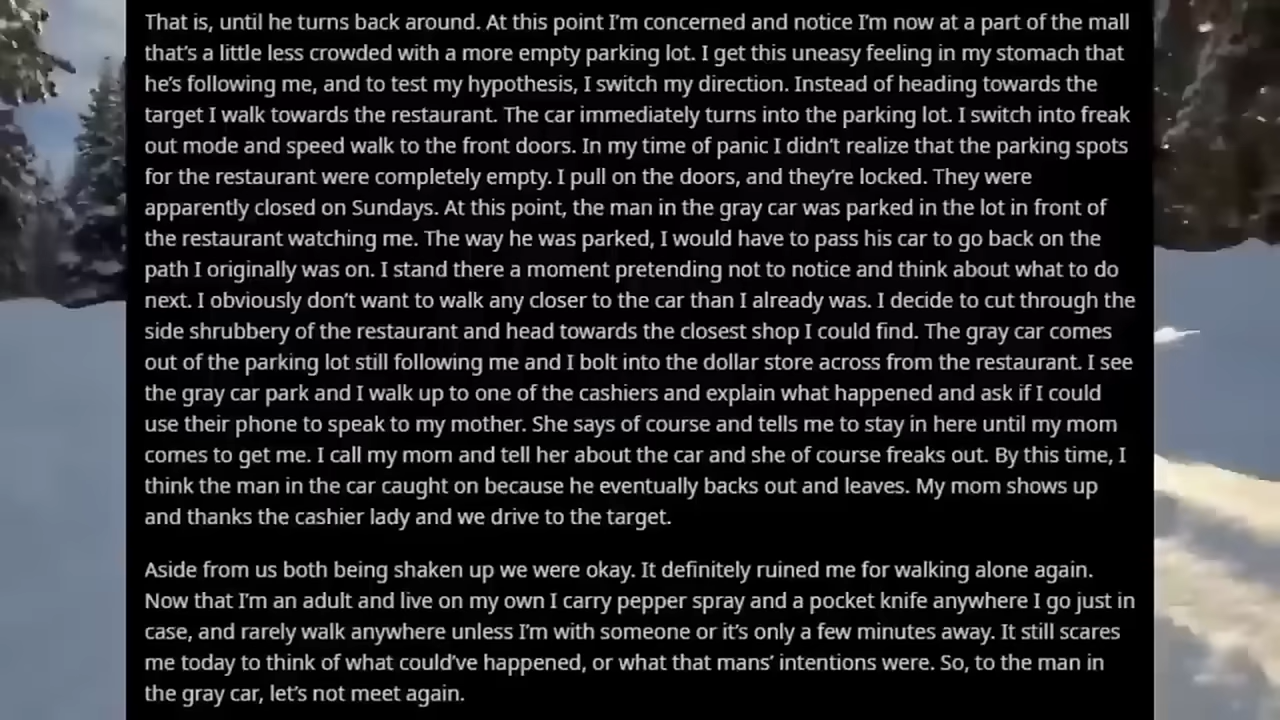 That is, until he turns back around. At this point I'm concerned and notice I'm now at a part of the mall
that's a little less crowded with a more empty parking lot. I get this uneasy feeling in my stomach that
he's following me, and to test my hypothesis, I switch my direction. Instead of heading towards the
target I walk towards the restaurant. The car immediately turns into the parking lot. I switch into freak
out mode and speed walk to the front doors. In my time of panic I didn't realize that the parking spots
for the restaurant were completely empty. I pull on the doors, and they're locked. They were
apparently closed on Sundays. At this point, the man in the gray car was parked in the lot in front of
the restaurant watching me. The way he was parked, I would have to pass his car to go back on the
path I originally was on. I stand there a moment pretending not to notice and think about what to do
next. I obviously don't want to walk any closer to the car than I already was. I decide to cut through the
side shrubbery of the restaurant and head towards the closest shop I could find. The gray car comes
out of the parking lot still following me and I bolt into the dollar store across from the restaurant. I see
the gray car park and I walk up to one of the cashiers and explain what happened and ask if I could
use their phone to speak to my mother. She says of course and tells me to stay in here until my mom
comes to get me. I call my mom and tell her about the car and she of course freaks out. By this time, I
think the man in the car caught on because he eventually backs out and leaves. My mom shows up
and thanks the cashier lady and we drive to the target.
Aside from us both being shaken up we were okay. It definitely ruined me for walking alone again.
Now that I'm an adult and live on my own I carry pepper spray and a pocket knife anywhere I go just in
case, and rarely walk anywhere unless I'm with someone or it's only a few minutes away. It still scares
me today to think of what could've happened, or what that mans' intentions were. So, to the man in
the gray car, let's not meet again.